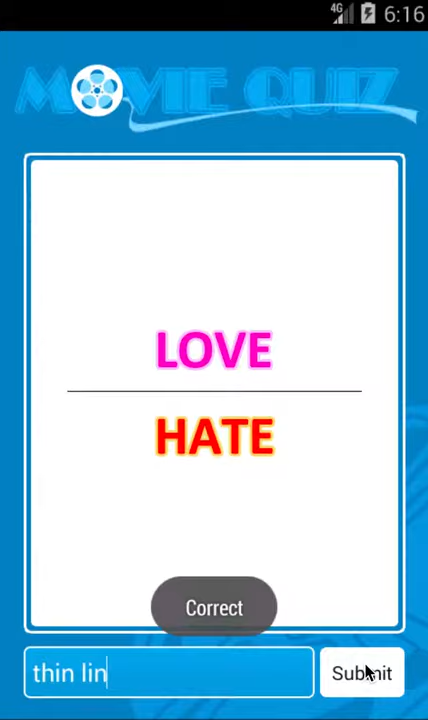 4G 6:16
MOVIE QUIZ
LOVE
HATE
Correct
thin lin
Submit